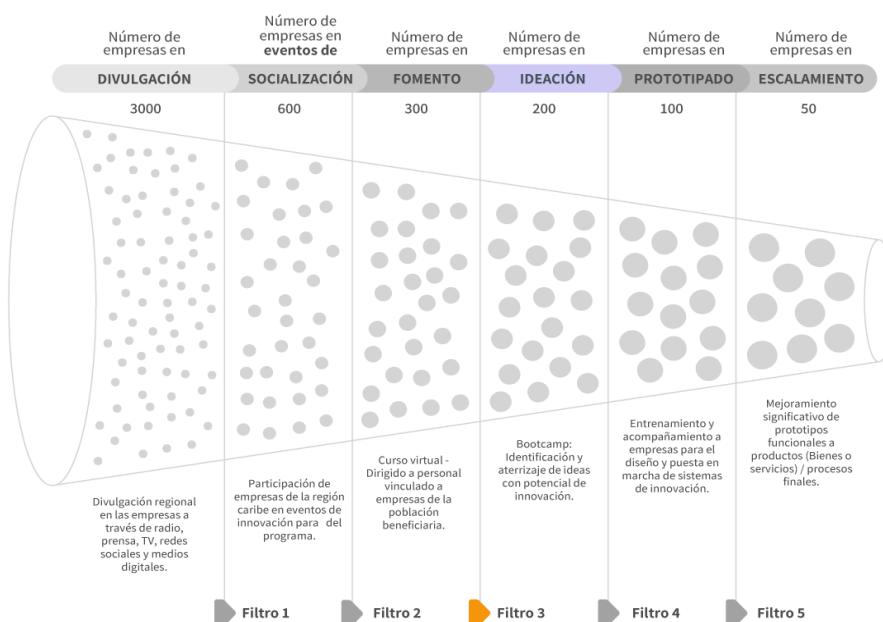 Número de
empresas en
DIVULGACIÓN
3000
Número de
empresas en
eventos de
SOCIALIZACIÓN
600
Número de
empresas en
FOMENTO
300
Número de
empresas en
IDEACIÓN
200
Número de
empresas en
PROTOTIPADO
100
Número de
empresas en
ESCALAMIENTO
50
Divulgación regional
en las empresas a
través de radio,
prensa, TV, redes
sociales y medios
digitales.
Participación de
empresas de la región
caribe en eventos de
innovación para del
programa.
Curso virtual -
Dirigido a personal
vinculado a
empresas de la
población
beneficiaria.
Bootcamp:
Identificación y
aterrizaje de ideas
con potencial de
innovación.
Entrenamiento y
acompañamiento a
empresas para el
diseño y puesta en
marcha de sistemas
de innovación.
Mejoramiento
significativo de
prototipos
funcionales a
productos (Bienes o
servicios) / procesos
finales.
Filtro 1
Filtro 2
Filtro 3
Filtro 4
Filtro 5